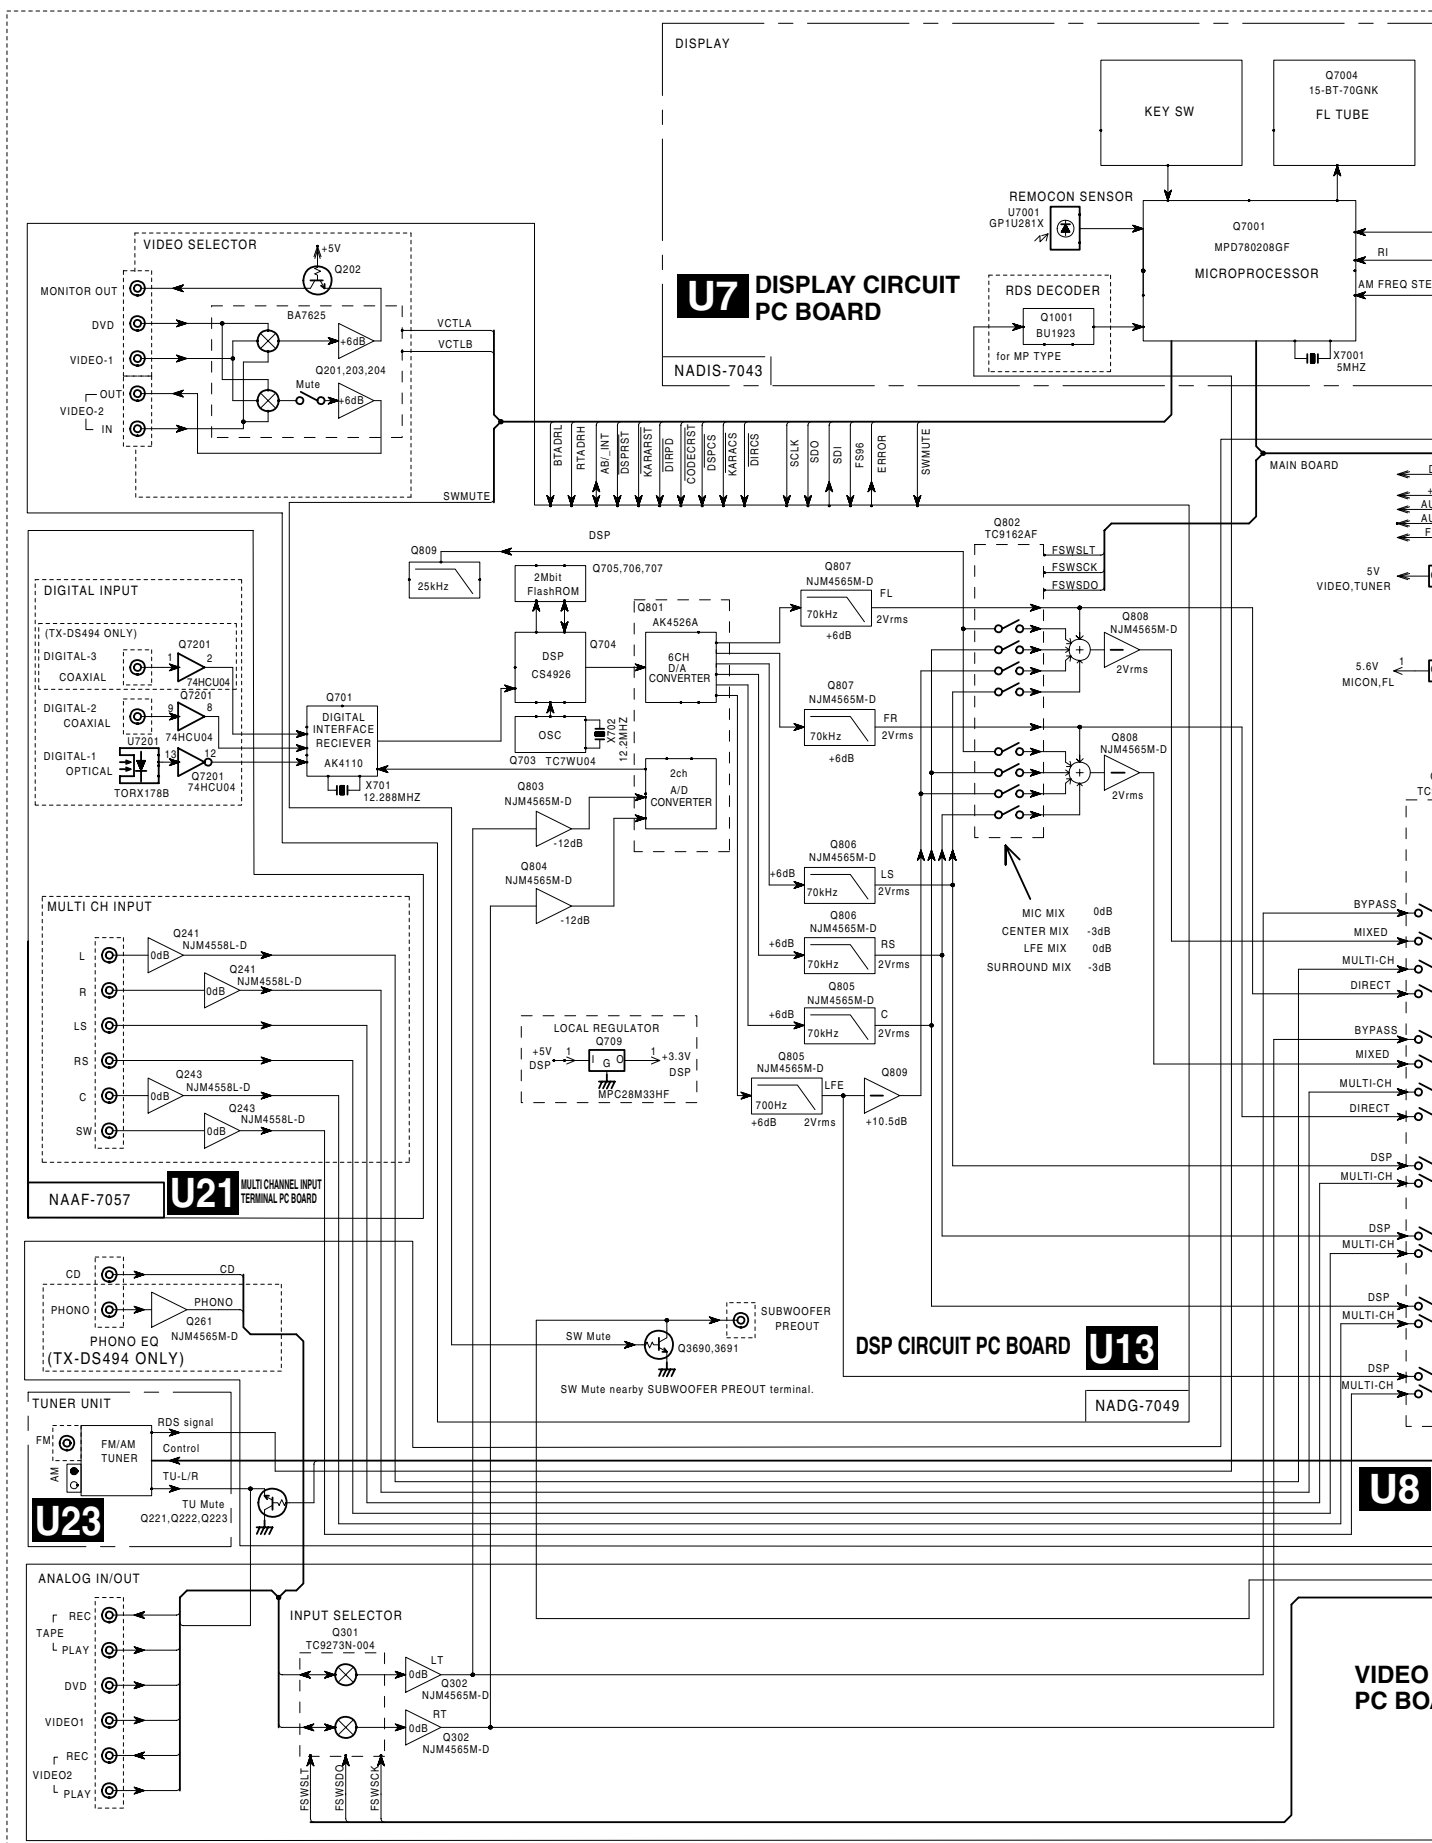 DISPLAY
KEY SW
Q7004
15-BT-70GNK
FL TUBE
REMOCON SENSOR
U7001
GP1U281X
Q7001
MPD780208GF
MICROPROCESSOR
RI
AM FREQ STE
U7 DISPLAY CIRCUIT
PC BOARD
RDS DECODER
Q1001
BU1923
for MP TYPE
X7001
5MHZ
NADIS-7043
VIDEO SELECTOR
+5V
Q202
MONITOR OUT
DVD
VIDEO-1
OUT
VIDEO-2
IN
BA7625
+6dB
Q201,203,204
Mute
+6dB
VCTLA
VCTLB
SWMUTE
BTADRL
RTADRH
AB/_INT
DSPRST
KARARST
DIRPD
CODECRST
DSPCS
KARACS
DIRCS
SCLK
SDO
SDI
FS96
ERROR
SWMUTE
MAIN BOARD
5V
VIDEO,TUNER
5.6V 1
MICON,FL
DSP
Q809
25kHz
2Mbit
FlashROM
Q705,706,707
DSP
CS4926
Q704
OSC
X702
12.2MHZ
Q703 TC7WU04
Q801
AK4526A
6CH
D/A
CONVERTER
2ch
A/D
CONVERTER
Q807
NJM4565M-D
70kHz
FL
2Vrms
+6dB
Q807
NJM4565M-D
70kHz
FR
2Vrms
+6dB
Q802
TC9162AF
FSWSLT
FSWSCK
FSWSDO
Q808
NJM4565M-D
2Vrms
Q808
NJM4565M-D
2Vrms
DIGITAL INPUT
(TX-DS494 ONLY)
DIGITAL-3
COAXIAL
Q7201
1 2
74HCU04
DIGITAL-2
COAXIAL
Q7201
9 8
74HCU04
DIGITAL-1
OPTICAL
U7201
TORX178B
13 12
Q7201
74HCU04
Q701
DIGITAL
INTERFACE
RECIEVER
AK4110
X701
12.288MHZ
Q803
NJM4565M-D
-12dB
Q804
NJM4565M-D
-12dB
Q806
NJM4565M-D
+6dB
70kHz
LS
2Vrms
Q806
NJM4565M-D
+6dB
70kHz
RS
2Vrms
Q805
NJM4565M-D
+6dB
70kHz
C
2Vrms
Q805
NJM4565M-D
700Hz
LFE
+6dB 2Vrms
Q809
+10.5dB
MIC MIX 0dB
CENTER MIX -3dB
LFE MIX 0dB
SURROUND MIX -3dB
MULTI CH INPUT
L
R
LS
RS
C
SW
Q241
NJM4558L-D
0dB
Q241
NJM4558L-D
0dB
Q243
NJM4558L-D
0dB
Q243
NJM4558L-D
0dB
NAAF-7057
U21 MULTI CHANNEL INPUT
TERMINAL PC BOARD
LOCAL REGULATOR
Q709
+5V
DSP
1
I G O
1
+3.3V
DSP
MPC28M33HF
BYPASS
MIXED
MULTI-CH
DIRECT
BYPASS
MIXED
MULTI-CH
DIRECT
DSP
MULTI-CH
DSP
MULTI-CH
DSP
MULTI-CH
DSP
MULTI-CH
CD
CD
PHONO
PHONO
Q261
NJM4565M-D
PHONO EQ
(TX-DS494 ONLY)
SW Mute
Q3690,3691
SUBWOOFER
PREOUT
SW Mute nearby SUBWOOFER PREOUT terminal.
DSP CIRCUIT PC BOARD U13
NADG-7049
TUNER UNIT
FM
AM
FM/AM
TUNER
RDS signal
Control
TU-L/R
TU Mute
Q221,Q222,Q223
U23
U8
ANALOG IN/OUT
REC
TAPE
PLAY
DVD
VIDEO1
REC
VIDEO2
PLAY
INPUT SELECTOR
Q301
TC9273N-004
0dB
LT
Q302
NJM4565M-D
0dB
RT
Q302
NJM4565M-D
FSWSLT
FSWSDO
FSWSCK
VIDEO